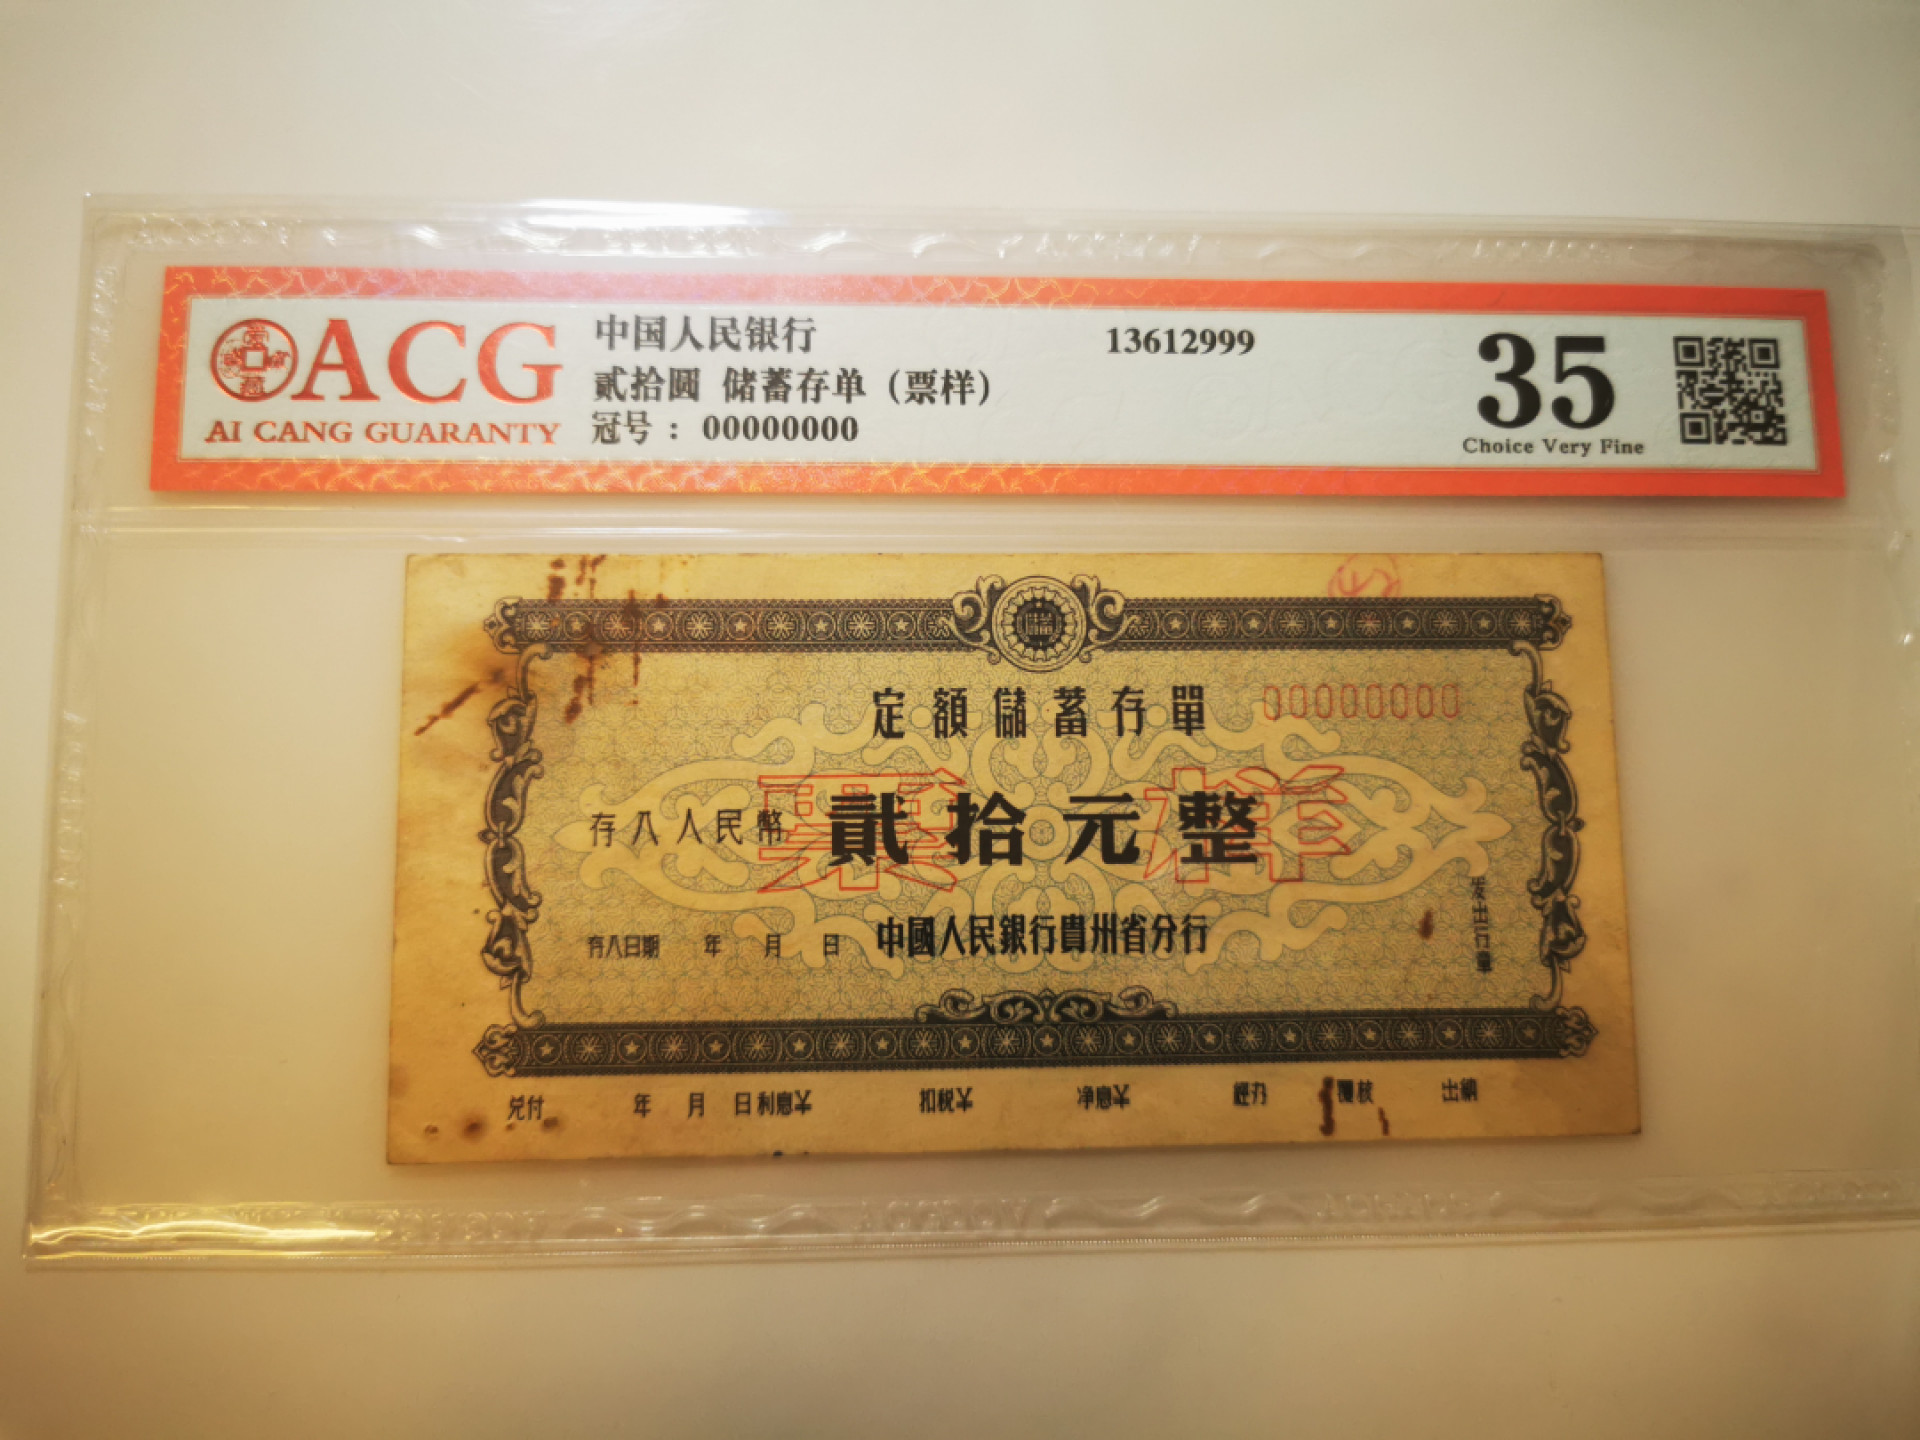 ACG
AI CANG GUARANTY
中国人民银行
贰拾圆 储蓄存单（票样）
冠号：00000000
13612999
35
Choice Very Fine
定額儲蓄存單
00000000
票样
存入人民幣 貳拾元整
存入日期 年 月 日 中國人民銀行貴州省分行
发出行章
兑付 年 月 日 利息¥ 扣税¥ 净息¥ 經办 覆核 出納